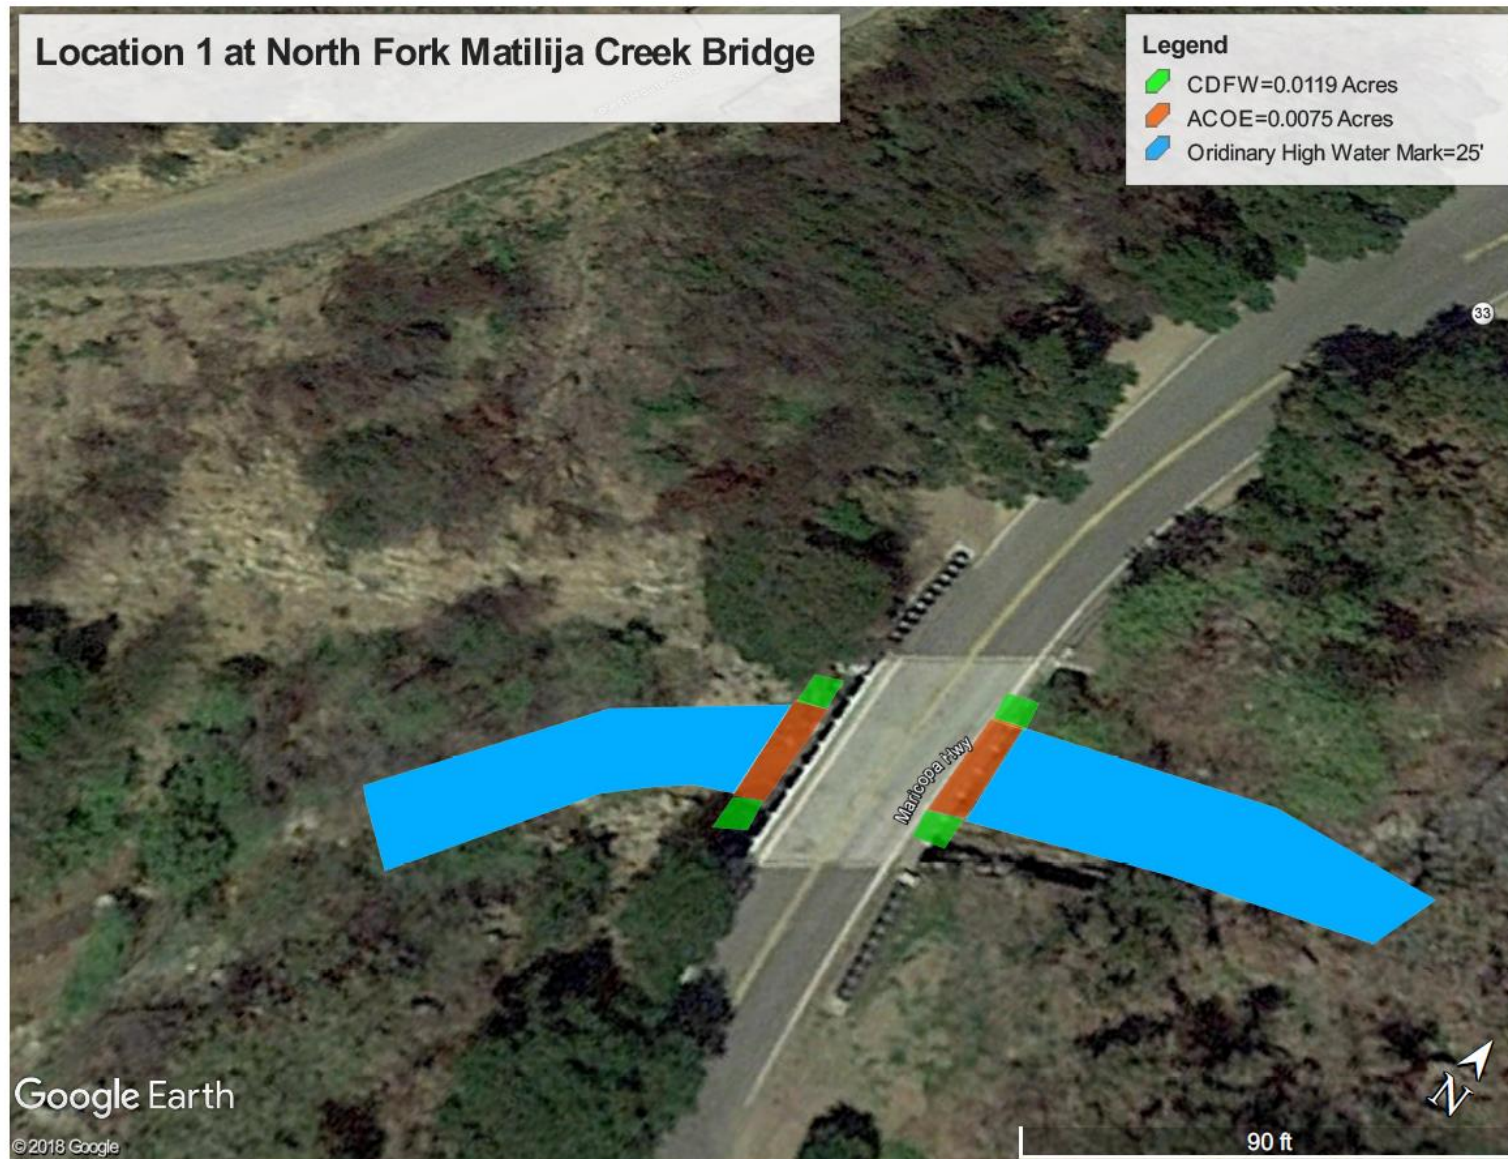 Location 1 at North Fork Matilija Creek Bridge
Legend
CDFW=0.0119 Acres
ACOE=0.0075 Acres
Oridinary High Water Mark=25'
33
Maricopa Hwy
Google Earth
N
© 2018 Google
90 ft